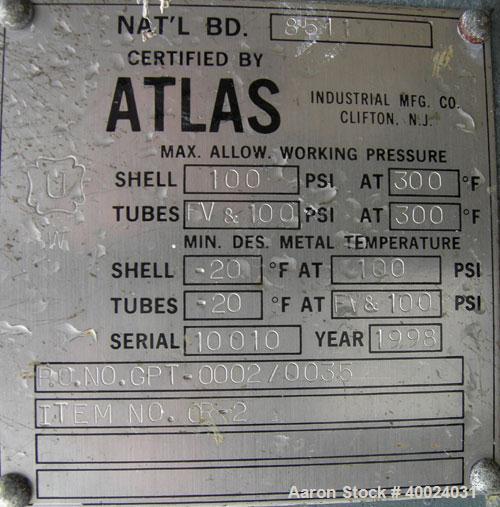 NAT'L BD. 8511
CERTIFIED BY
ATLAS INDUSTRIAL MFG. CO.
CLIFTON, N.J.
MAX. ALLOW. WORKING PRESSURE
U SHELL 100 PSI AT 300 °F
W TUBES FV & 100 PSI AT 300 °F
MIN. DES. METAL TEMPERATURE
SHELL -20 °F AT 100 PSI
TUBES -20 °F AT FV & 100 PSI
SERIAL 10010 YEAR 1998
P.O.NO.GPT-0002/0035
ITEM NO. CR-2
Aaron Stock # 40024031